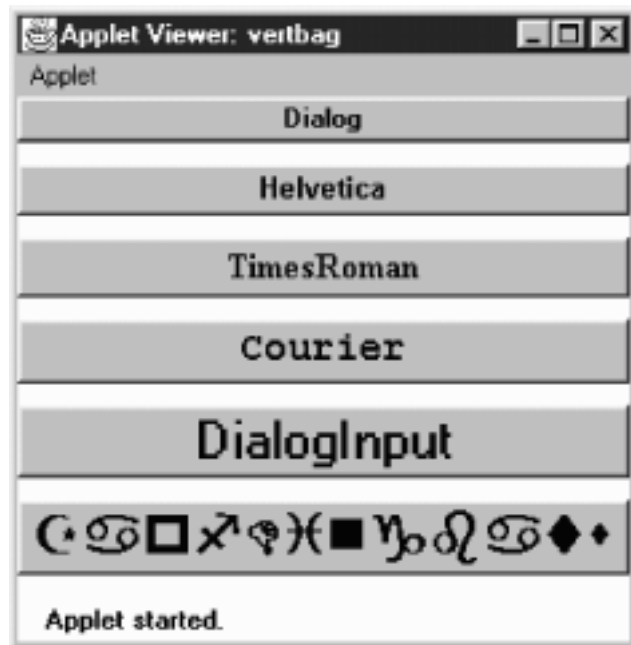 Applet Viewer: vertbag
Applet
Dialog
Helvetica
TimesRoman
Courier
DialogInput
☪♋◻♐👎♓■♑♌♋⧫⬧
Applet started.